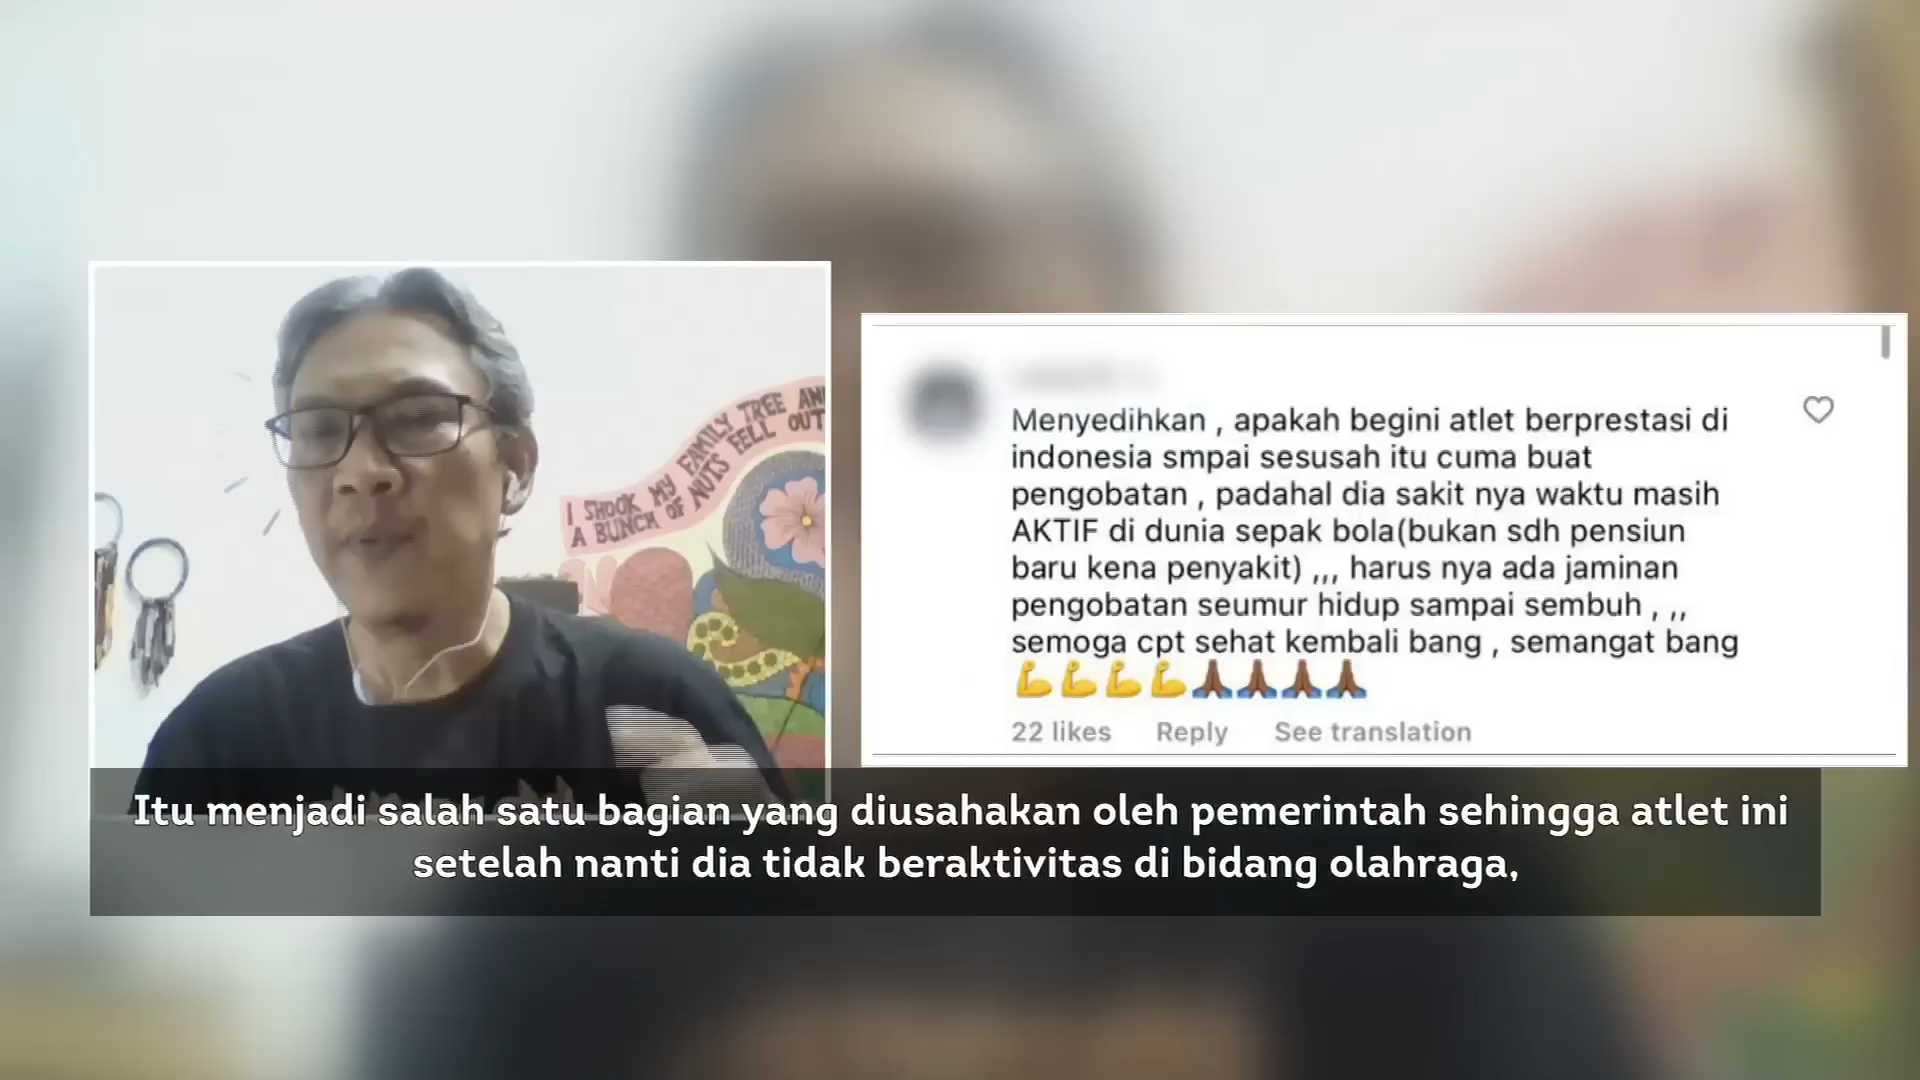 I SHOOK MY FAMILY TREE AND
A BUNCH OF NUTS FELL OUT
Menyedihkan , apakah begini atlet berprestasi di
indonesia smpai sesusah itu cuma buat
pengobatan , padahal dia sakit nya waktu masih
AKTIF di dunia sepak bola(bukan sdh pensiun
baru kena penyakit) ,,, harus nya ada jaminan
pengobatan seumur hidup sampai sembuh , ,,
semoga cpt sehat kembali bang , semangat bang
💪💪💪💪🙏🏾🙏🏾🙏🏾🙏🏾
22 likes Reply See translation
Itu menjadi salah satu bagian yang diusahakan oleh pemerintah sehingga atlet ini
setelah nanti dia tidak beraktivitas di bidang olahraga,